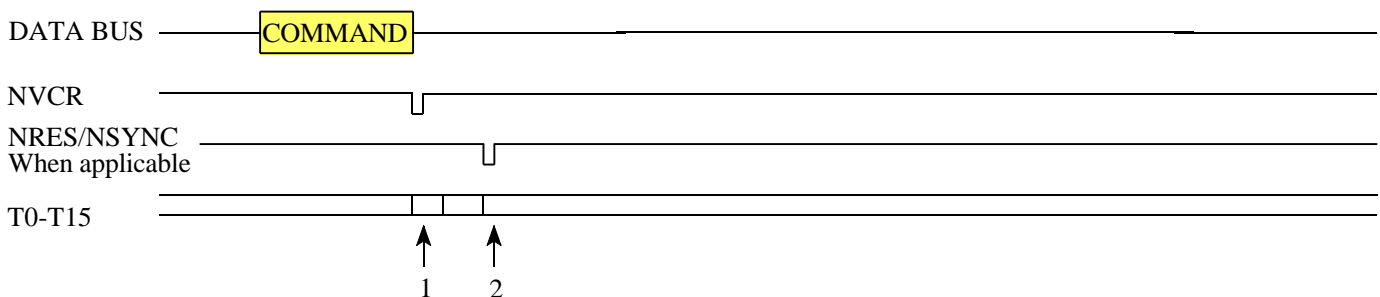 DATA BUS
COMMAND
NVCR
NRES/NSYNC
When applicable
T0-T15
1
2